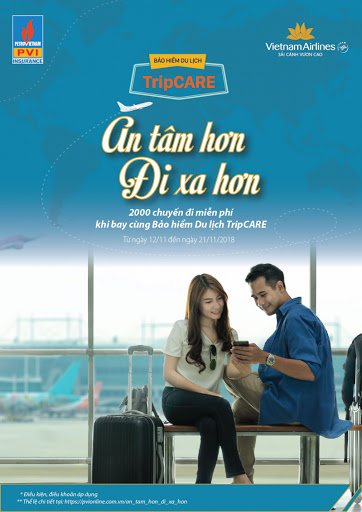 PETROVIETNAM
PVI
INSURANCE
BẢO HIỂM DU LỊCH
TripCARE
Vietnam Airlines
SẢI CÁNH VƯƠN CAO
An tâm hơn
Đi xa hơn
2000 chuyến đi miễn phí
khi bay cùng Bảo hiểm Du lịch TripCARE
Từ ngày 12/11 đến ngày 21/11/2018
* Điều kiện, điều khoản áp dụng
** Thể lệ chi tiết tại: https://pvionline.com.vn/an_tam_hon_di_xa_hon